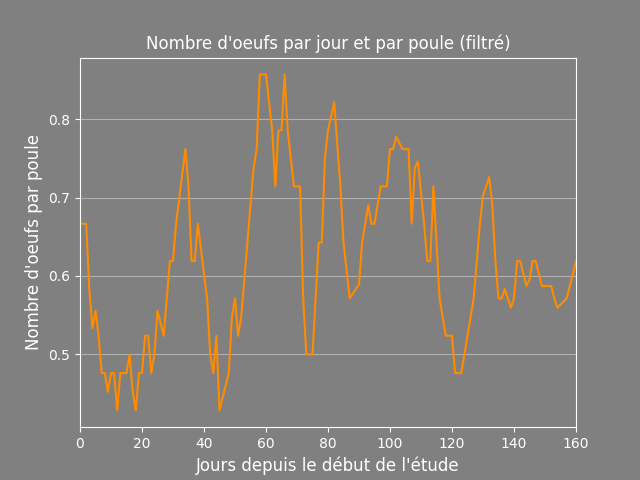 Nombre d'oeufs par jour et par poule (filtré)
Nombre d'oeufs par poule
0.8
0.7
0.6
0.5
0 20 40 60 80 100 120 140 160
Jours depuis le début de l'étude